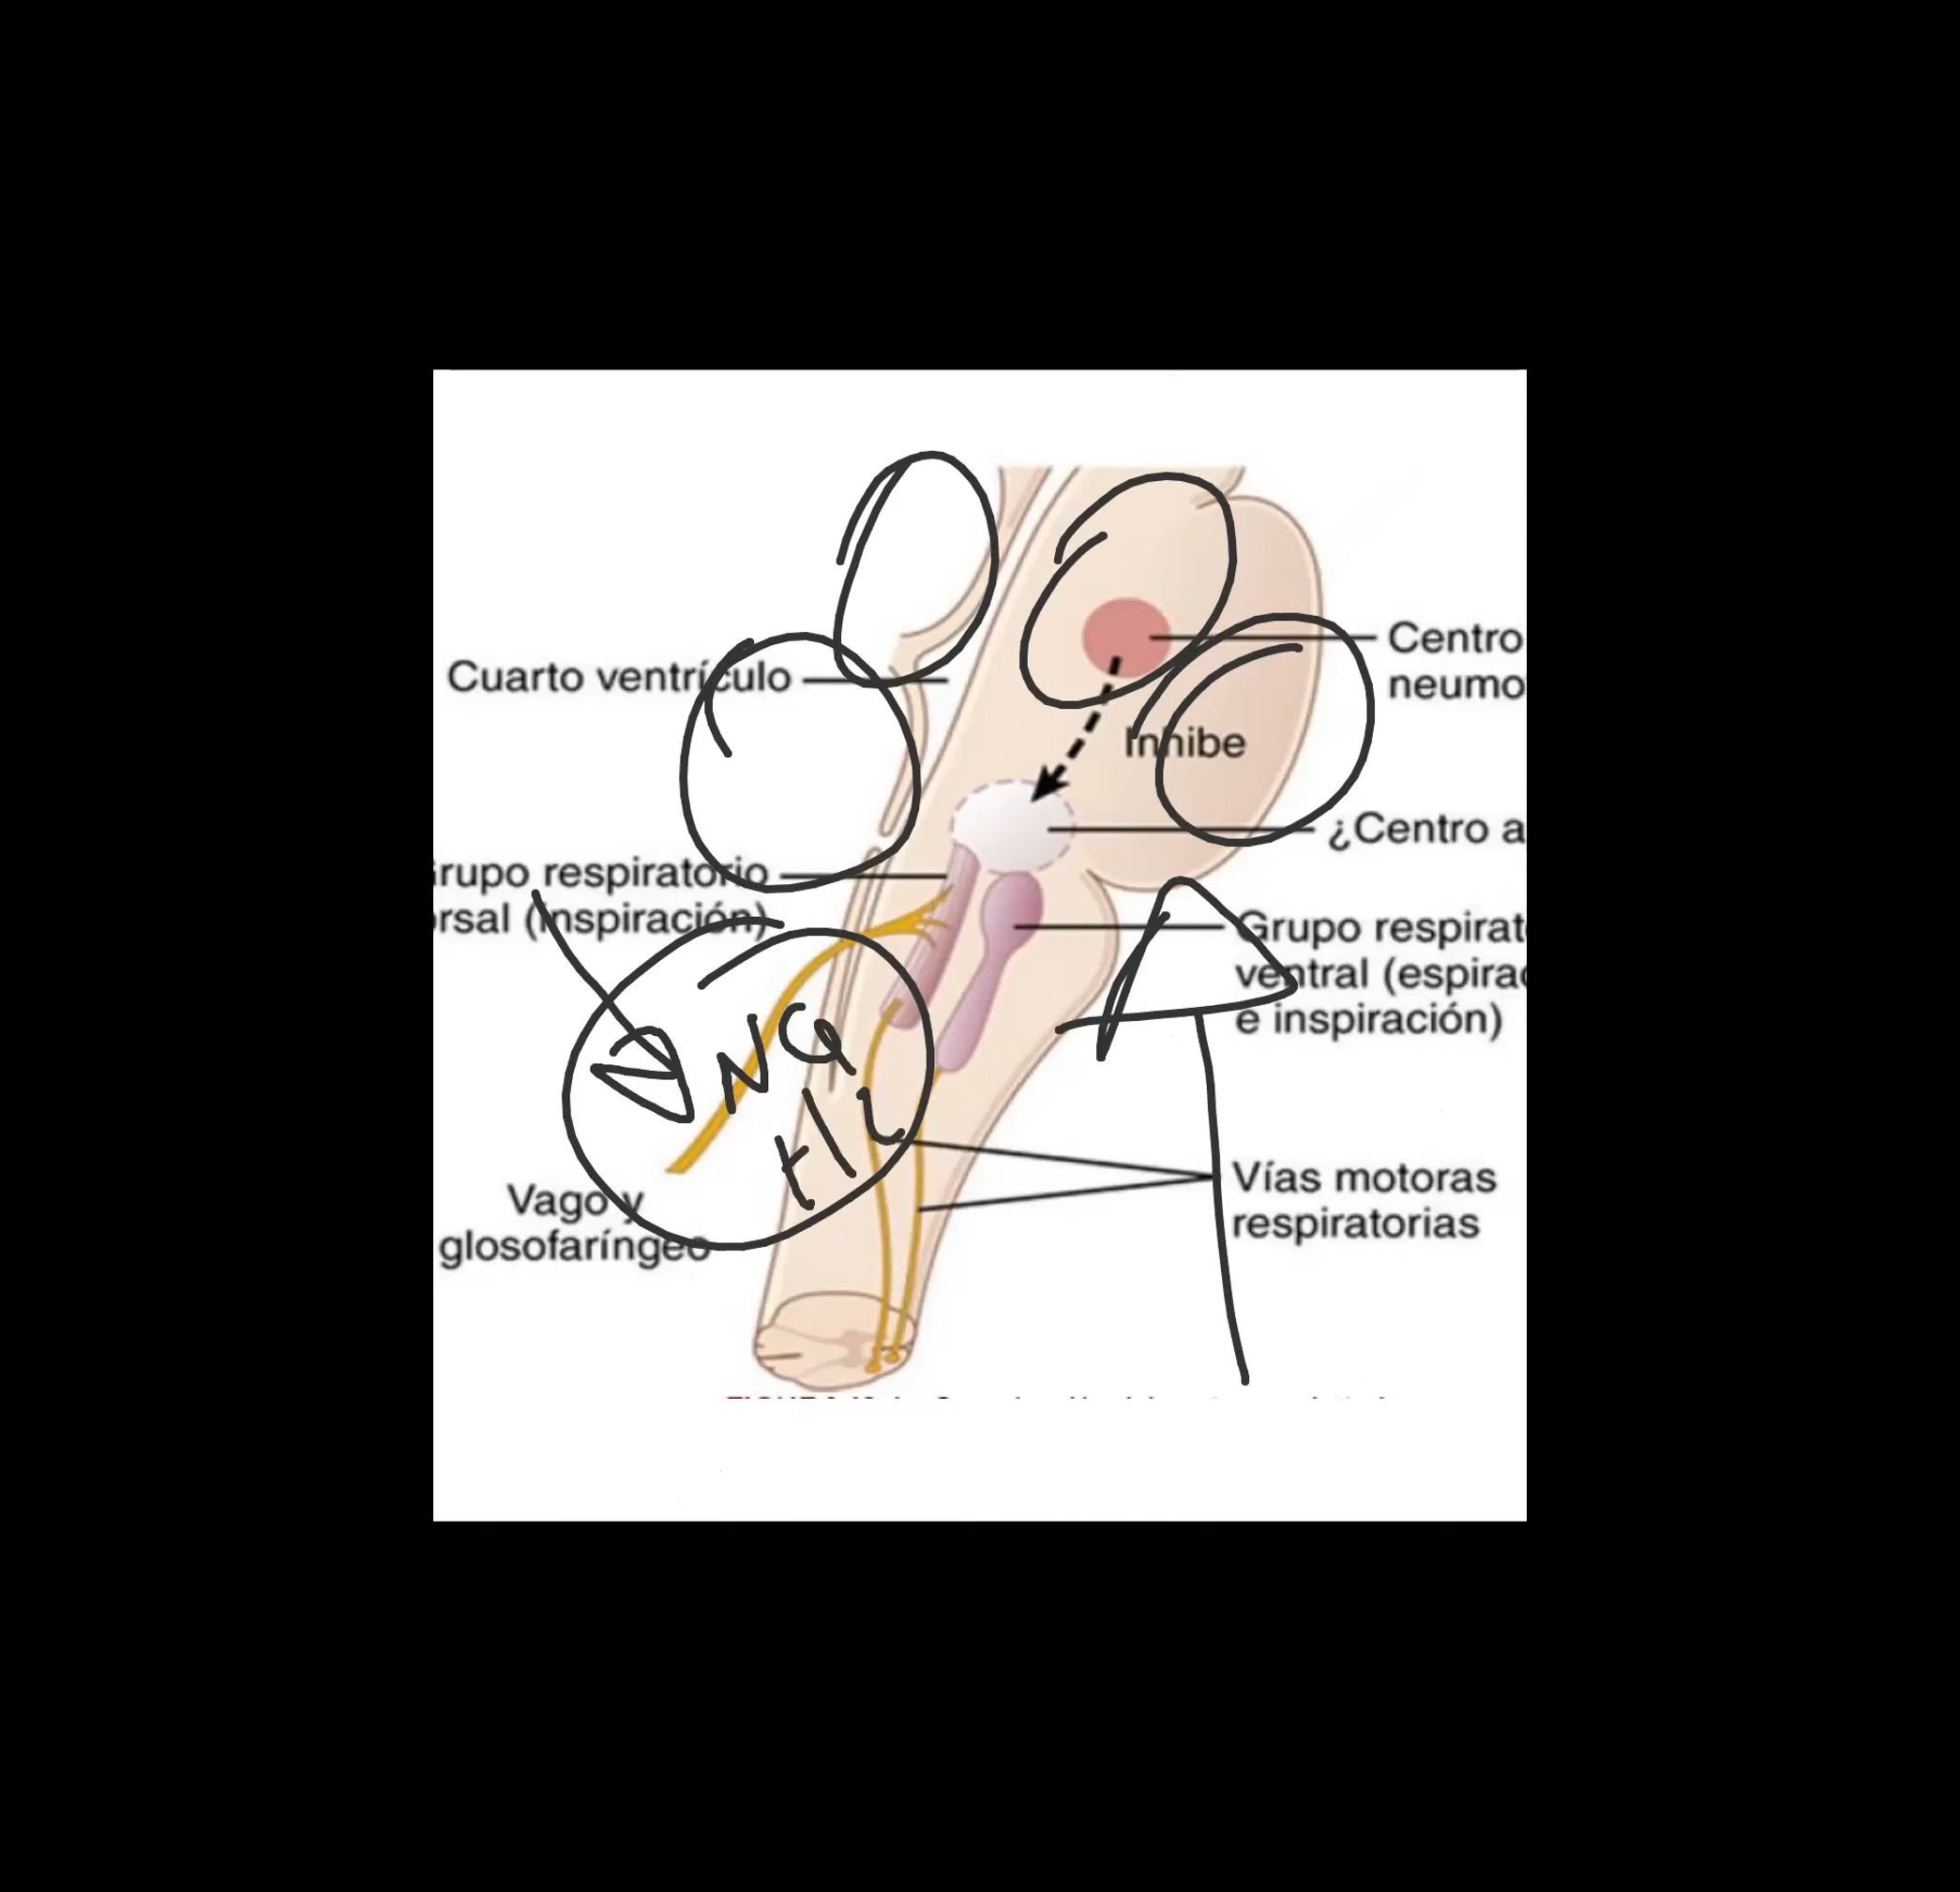 Centro
neumo
Cuarto ventrículo
Inhibe
¿Centro a
rupo respiratorio
rsal (inspiración)
Grupo respirat
ventral (espirac
e inspiración)
Vías motoras
respiratorias
Vago y
glosofaríngeo